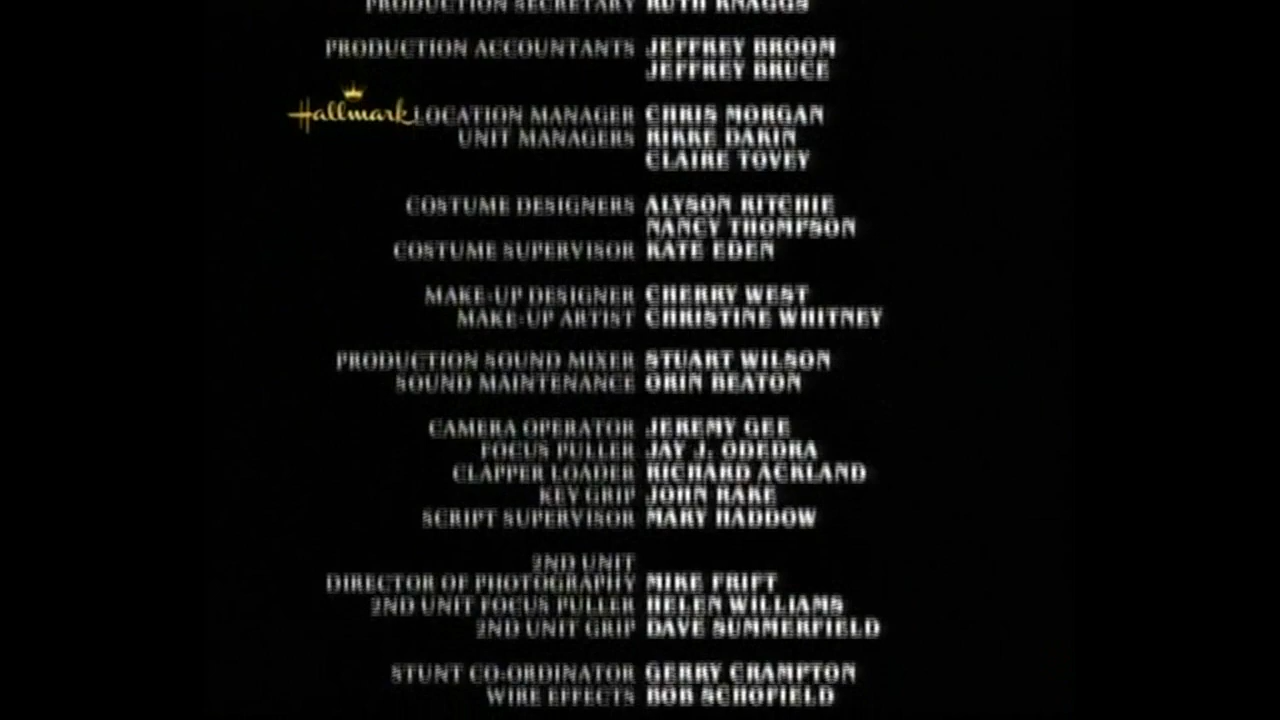 PRODUCTION SECRETARY RUTH KNAGGS
PRODUCTION ACCOUNTANTS JEFFREY BROOM
JEFFREY BRUCE
Hallmark
LOCATION MANAGER CHRIS MORGAN
UNIT MANAGERS RIKKE DAKIN
CLAIRE TOVEY
COSTUME DESIGNERS ALYSON RITCHIE
NANCY THOMPSON
COSTUME SUPERVISOR KATE EDEN
MAKE-UP DESIGNER CHERRY WEST
MAKE-UP ARTIST CHRISTINE WHITNEY
PRODUCTION SOUND MIXER STUART WILSON
SOUND MAINTENANCE ORIN BEATON
CAMERA OPERATOR JEREMY GEE
FOCUS PULLER JAY J. ODEDRA
CLAPPER LOADER RICHARD ACKLAND
KEY GRIP JOHN RAKE
SCRIPT SUPERVISOR MARY HADDOW
2ND UNIT
DIRECTOR OF PHOTOGRAPHY MIKE FRIFT
2ND UNIT FOCUS PULLER HELEN WILLIAMS
2ND UNIT GRIP DAVE SUMMERFIELD
STUNT CO-ORDINATOR GERRY CRAMPTON
WIRE EFFECTS BOB SCHOFIELD